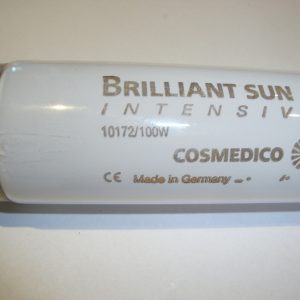 BRILLIANT SUN
INTENSIV
10172/100W
COSMEDICO
CE Made in Germany